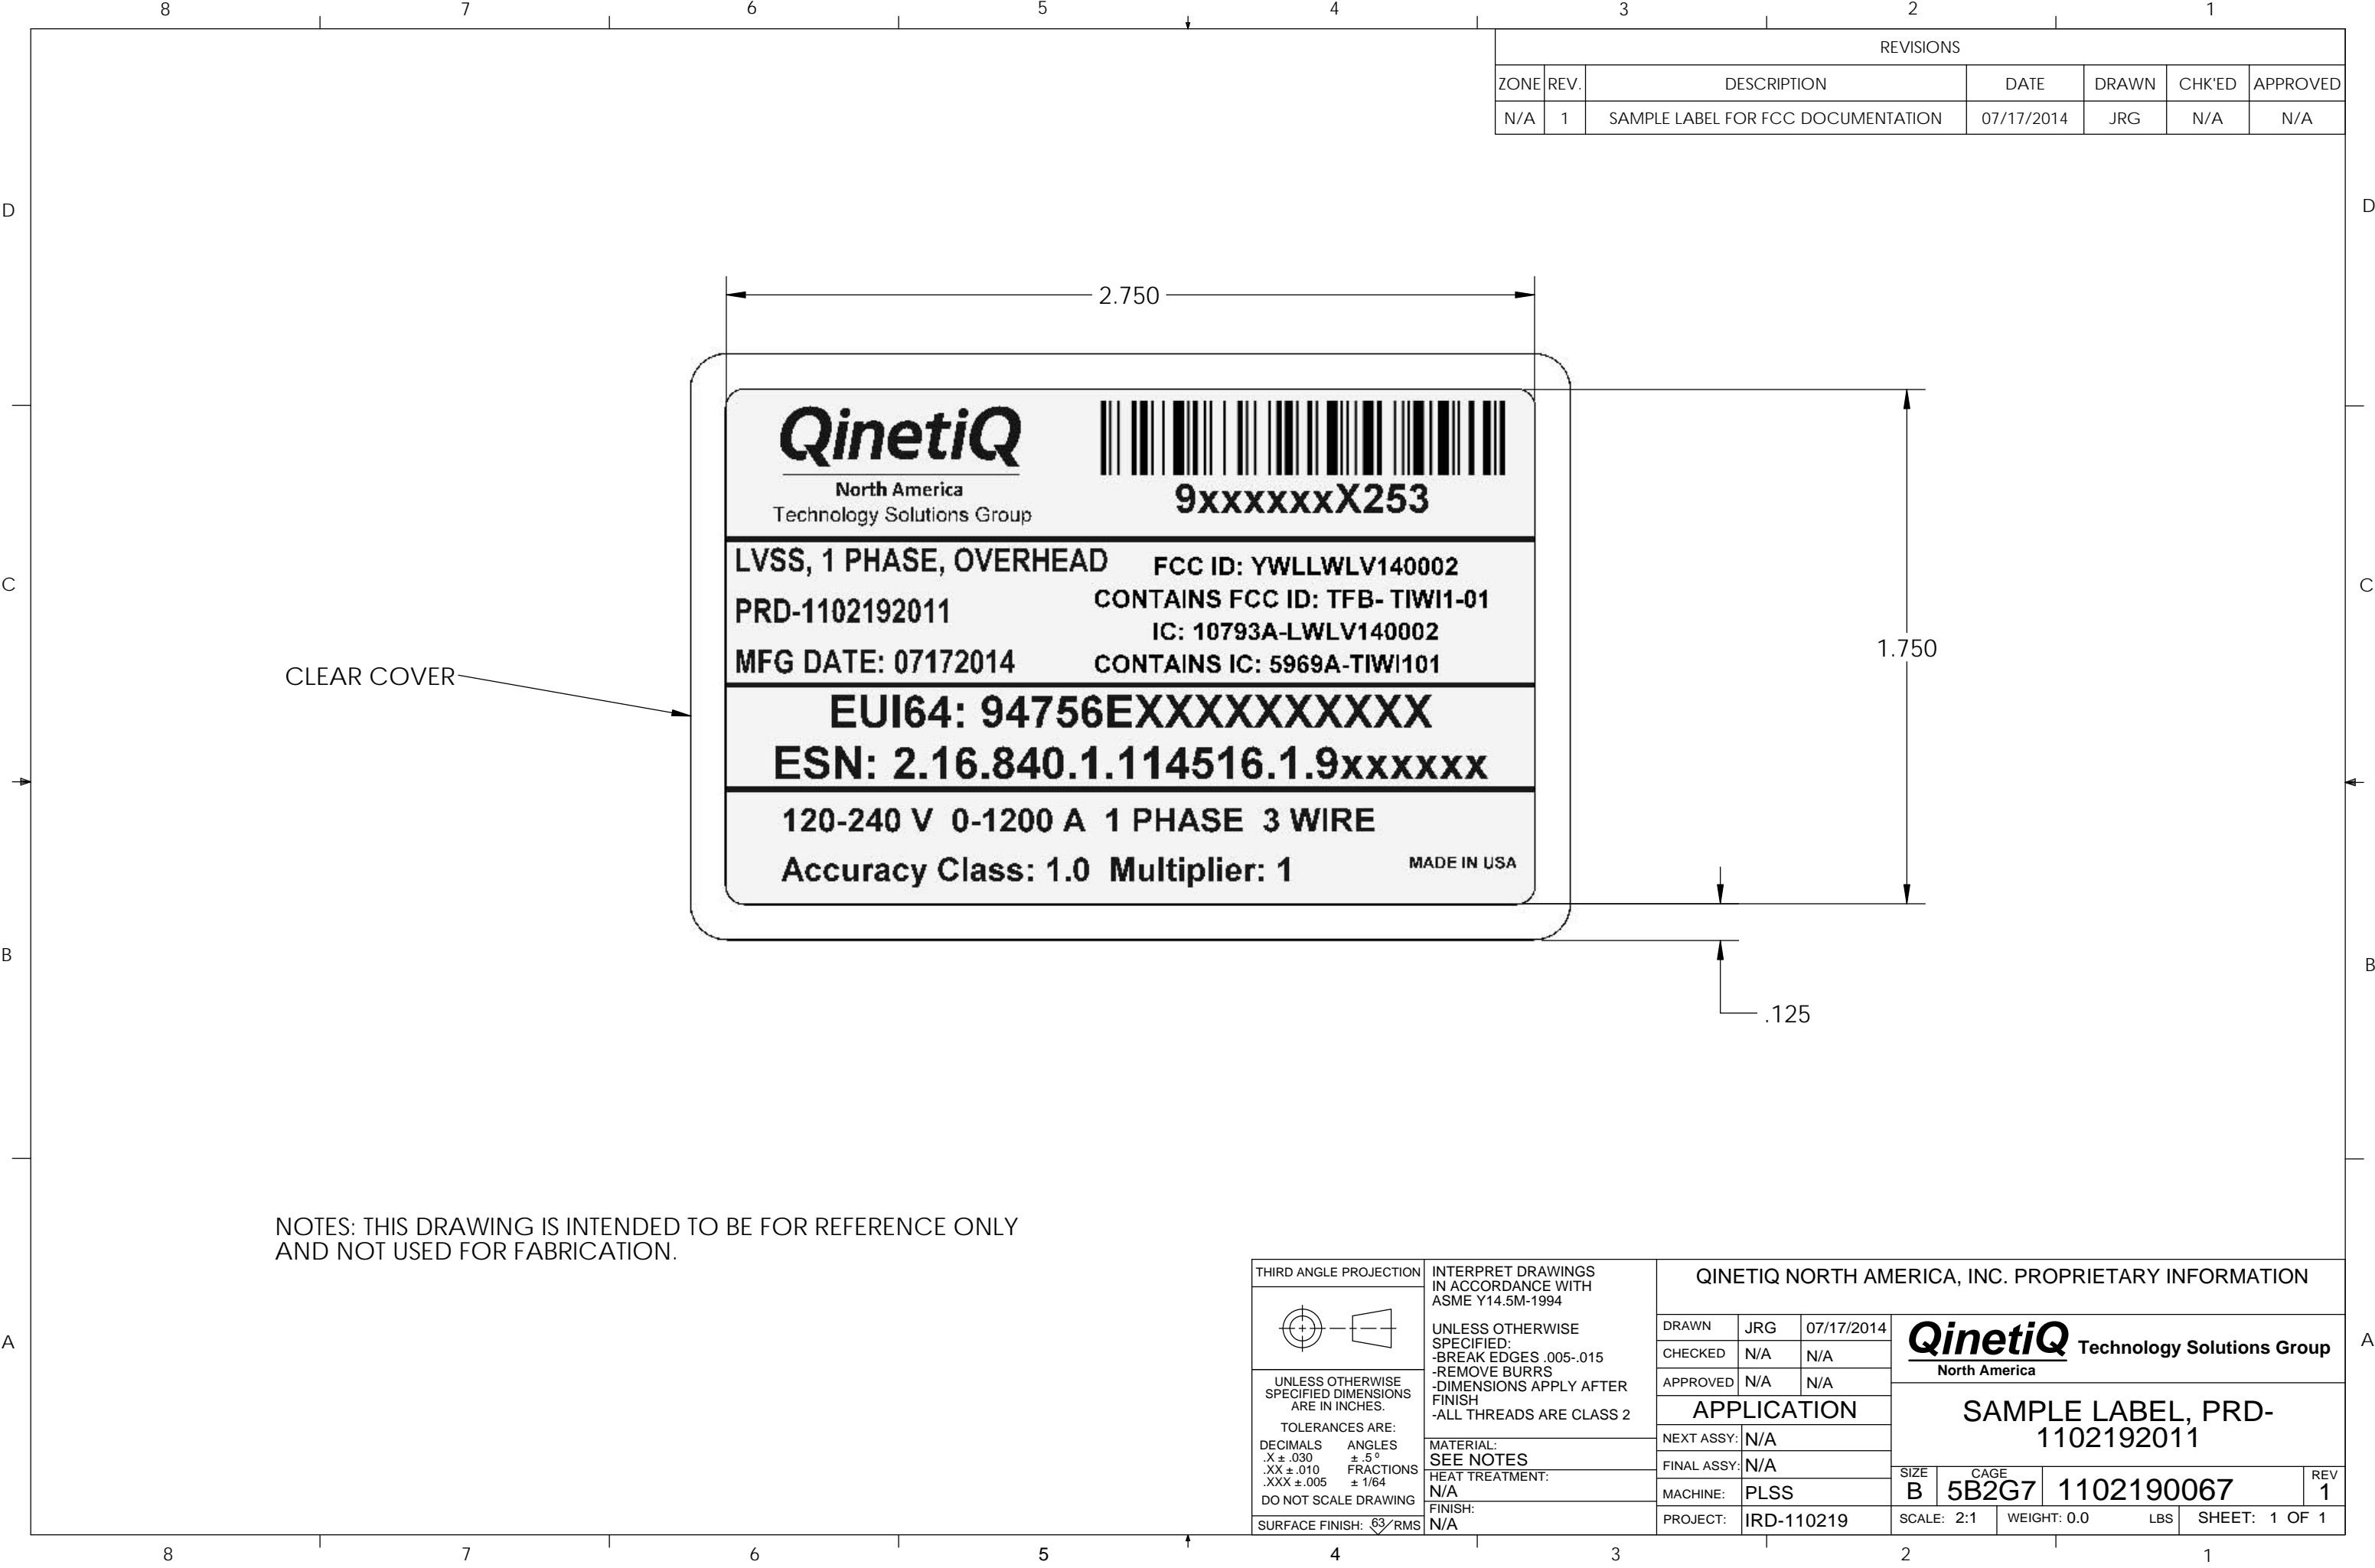 8 7 6 5 4 3 2 1
REVISIONS
ZONE REV. DESCRIPTION DATE DRAWN CHK'ED APPROVED
N/A 1 SAMPLE LABEL FOR FCC DOCUMENTATION 07/17/2014 JRG N/A N/A
D D
2.750
QinetiQ
North America
Technology Solutions Group
9xxxxxxX253
LVSS, 1 PHASE, OVERHEAD
PRD-1102192011
MFG DATE: 07172014
FCC ID: YWLLWLV140002
CONTAINS FCC ID: TFB- TIWI1-01
IC: 10793A-LWLV140002
CONTAINS IC: 5969A-TIWI101
C C
1.750
CLEAR COVER
EUI64: 94756EXXXXXXXXXX
ESN: 2.16.840.1.114516.1.9xxxxxx
120-240 V 0-1200 A 1 PHASE 3 WIRE
Accuracy Class: 1.0 Multiplier: 1
MADE IN USA
B B
.125
NOTES: THIS DRAWING IS INTENDED TO BE FOR REFERENCE ONLY
AND NOT USED FOR FABRICATION.
A A
THIRD ANGLE PROJECTION
UNLESS OTHERWISE
SPECIFIED DIMENSIONS
ARE IN INCHES.
TOLERANCES ARE:
DECIMALS ANGLES
.X ± .030 ± .5°
.XX ± .010 FRACTIONS
.XXX ± .005 ± 1/64
DO NOT SCALE DRAWING
SURFACE FINISH: 63 RMS
INTERPRET DRAWINGS
IN ACCORDANCE WITH
ASME Y14.5M-1994
UNLESS OTHERWISE
SPECIFIED:
-BREAK EDGES .005-.015
-REMOVE BURRS
-DIMENSIONS APPLY AFTER
FINISH
-ALL THREADS ARE CLASS 2
MATERIAL:
SEE NOTES
HEAT TREATMENT:
N/A
FINISH:
N/A
QINETIQ NORTH AMERICA, INC. PROPRIETARY INFORMATION
DRAWN JRG 07/17/2014
CHECKED N/A N/A
APPROVED N/A N/A
APPLICATION
NEXT ASSY: N/A
FINAL ASSY: N/A
MACHINE: PLSS
PROJECT: IRD-110219
QinetiQ Technology Solutions Group
North America
SAMPLE LABEL, PRD-
1102192011
SIZE CAGE REV
B 5B2G7 1102190067 1
SCALE: 2:1 WEIGHT: 0.0 LBS SHEET: 1 OF 1
8 7 6 5 4 3 2 1